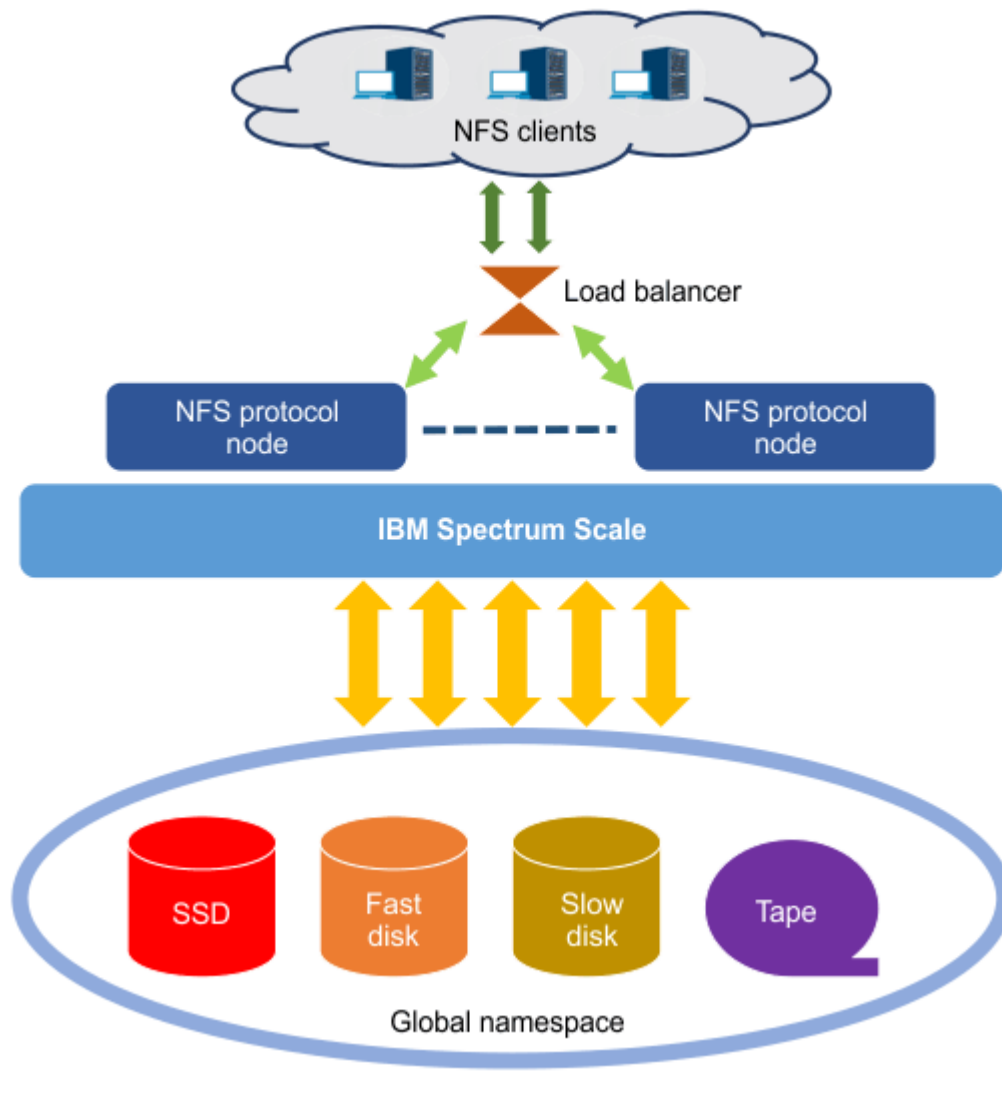 NFS clients
Load balancer
NFS protocol
node
NFS protocol
node
IBM Spectrum Scale
SSD
Fast
disk
Slow
disk
Tape
Global namespace